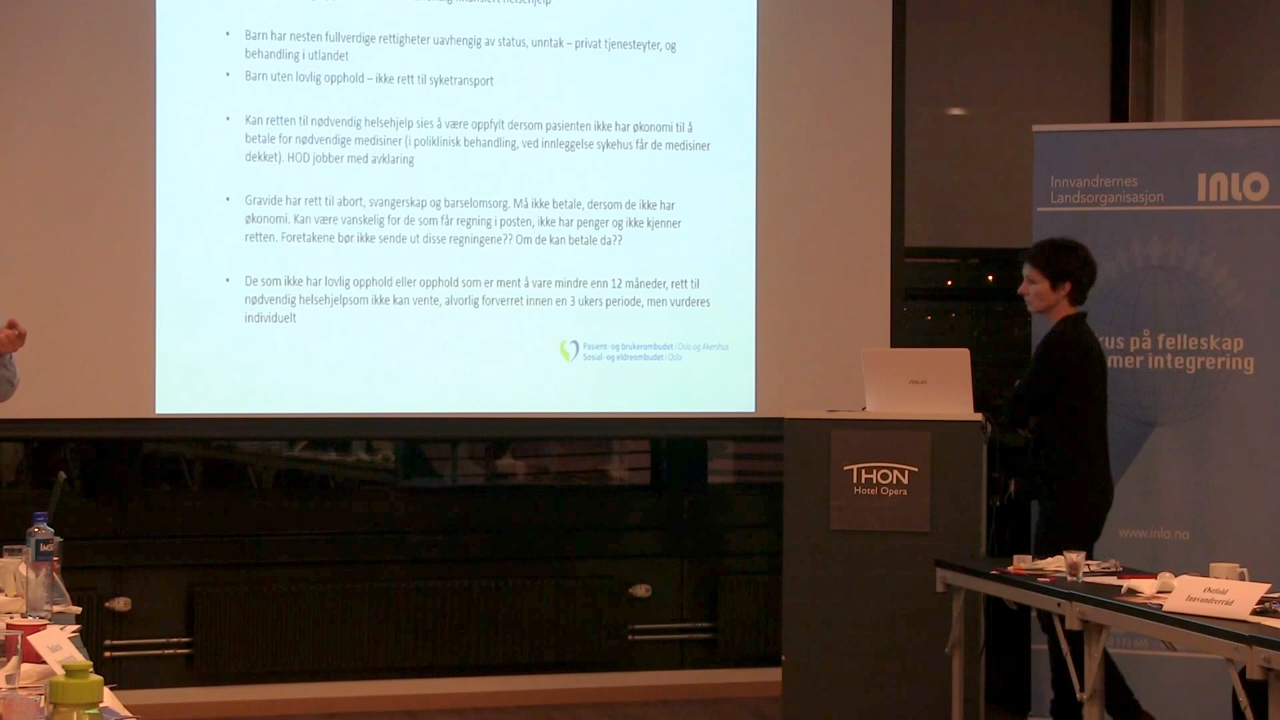 finansiert helsehjelp
• Barn har nesten fullverdige rettigheter uavhengig av status, unntak – privat tjenesteyter, og
behandling i utlandet
• Barn uten lovlig opphold – ikke rett til syketransport
• Kan retten til nødvendig helsehjelp sies å være oppfylt dersom pasienten ikke har økonomi til å
betale for nødvendige medisiner (i poliklinisk behandling, ved innleggelse sykehus får de medisiner
dekket). HOD jobber med avklaring
• Gravide har rett til abort, svangerskap og barselomsorg. Må ikke betale, dersom de ikke har
økonomi. Kan være vanskelig for de som får regning i posten, ikke har penger og ikke kjenner
retten. Foretakene bør ikke sende ut disse regningene?? Om de kan betale da??
• De som ikke har lovlig opphold eller opphold som er ment å vare mindre enn 12 måneder, rett til
nødvendig helsehjelpsom ikke kan vente, alvorlig forverret innen en 3 ukers periode, men vurderes
individuelt
Pasient- og brukerombudet i Oslo og Akershus
Sosial- og eldreombudet i Oslo
Innvandrernes
Landsorganisasjon
INLO
kus på felleskap
mer integrering
www.inlo.no
ASUS
THON
Hotel Opera
Østfold
Innvandrerråd